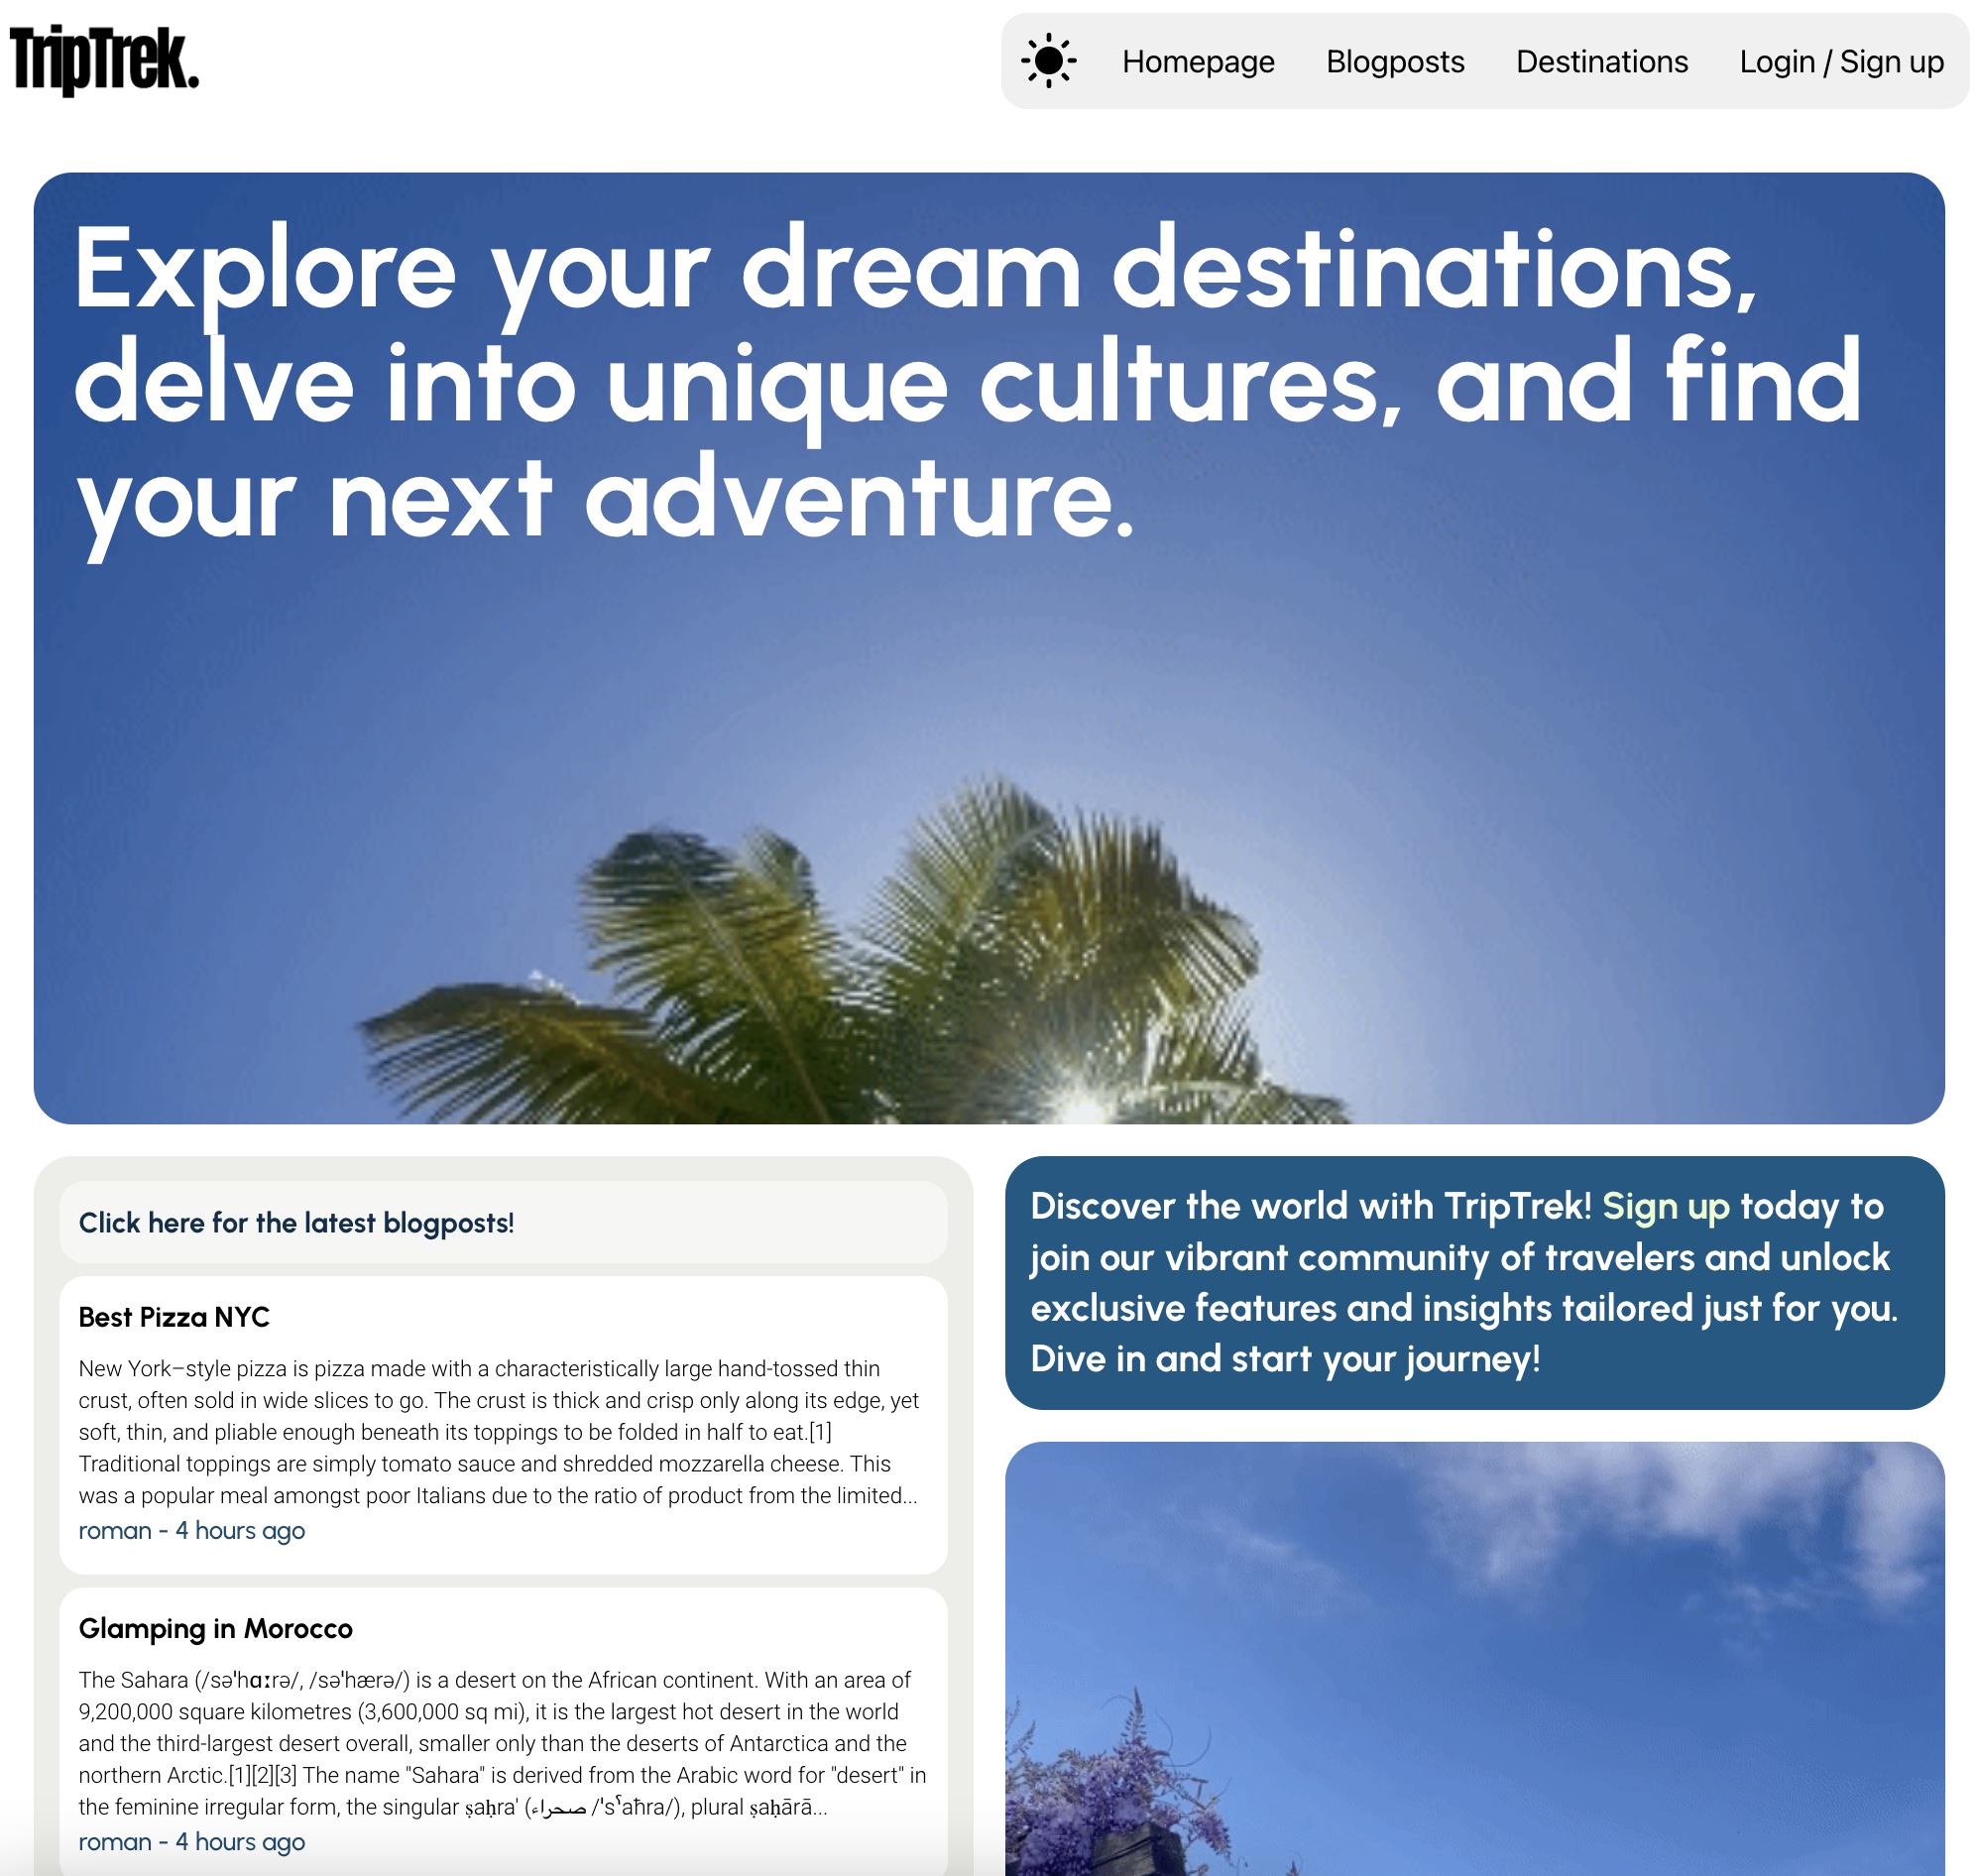 TripTrek.
Homepage
Blogposts
Destinations
Login / Sign up
Explore your dream destinations,
delve into unique cultures, and find
your next adventure.
Click here for the latest blogposts!
Best Pizza NYC
New York–style pizza is pizza made with a characteristically large hand-tossed thin
crust, often sold in wide slices to go. The crust is thick and crisp only along its edge, yet
soft, thin, and pliable enough beneath its toppings to be folded in half to eat.[1]
Traditional toppings are simply tomato sauce and shredded mozzarella cheese. This
was a popular meal amongst poor Italians due to the ratio of product from the limited...
roman - 4 hours ago
Glamping in Morocco
The Sahara (/səˈhɑːrə/, /səˈhærə/) is a desert on the African continent. With an area of
9,200,000 square kilometres (3,600,000 sq mi), it is the largest hot desert in the world
and the third-largest desert overall, smaller only than the deserts of Antarctica and the
northern Arctic.[1][2][3] The name "Sahara" is derived from the Arabic word for "desert" in
the feminine irregular form, the singular ṣaḥra' (صحراء /ˈsˤaħra/), plural ṣaḥārā...
roman - 4 hours ago
Discover the world with TripTrek! Sign up today to
join our vibrant community of travelers and unlock
exclusive features and insights tailored just for you.
Dive in and start your journey!